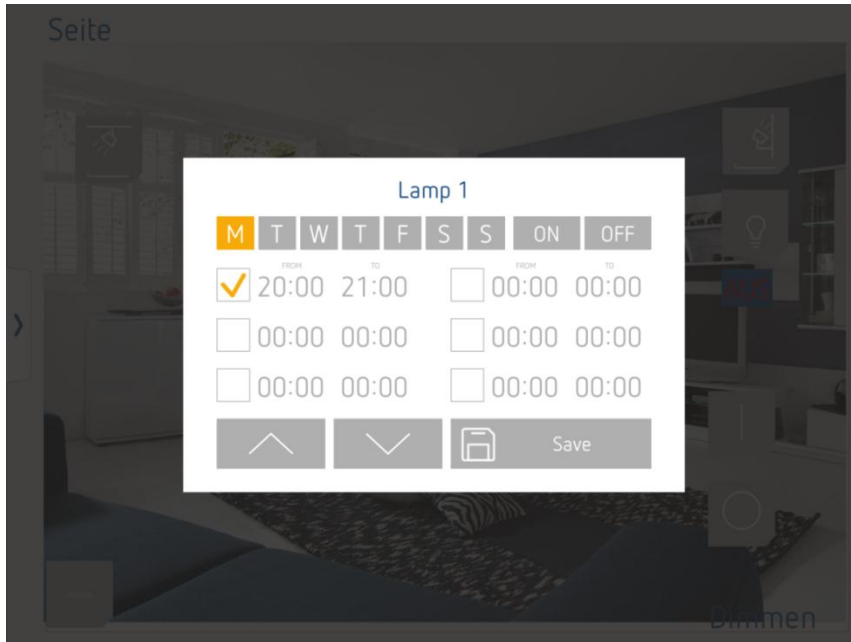 Seite
Lamp 1
M T W T F S S ON OFF
FROM TO FROM TO
20:00 21:00 00:00 00:00
00:00 00:00 00:00 00:00
00:00 00:00 00:00 00:00
Save
AUS
Dimmen